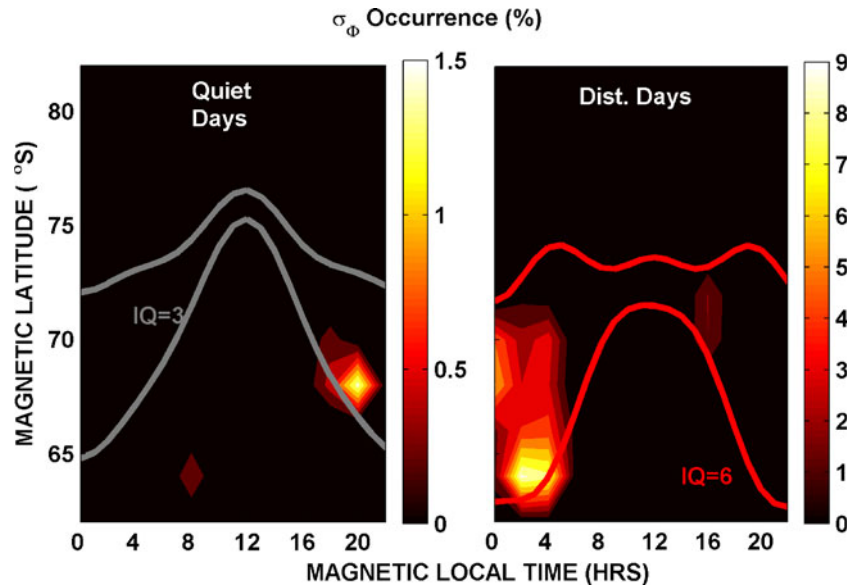 σΦ Occurrence (%)
Quiet
Days
Dist. Days
MAGNETIC LATITUDE ( °S)
80
75
70
65
IQ=3
IQ=6
1.5
1
0.5
0
9
8
7
6
5
4
3
2
1
0
0 4 8 12 16 20
0 4 8 12 16 20
MAGNETIC LOCAL TIME (HRS)